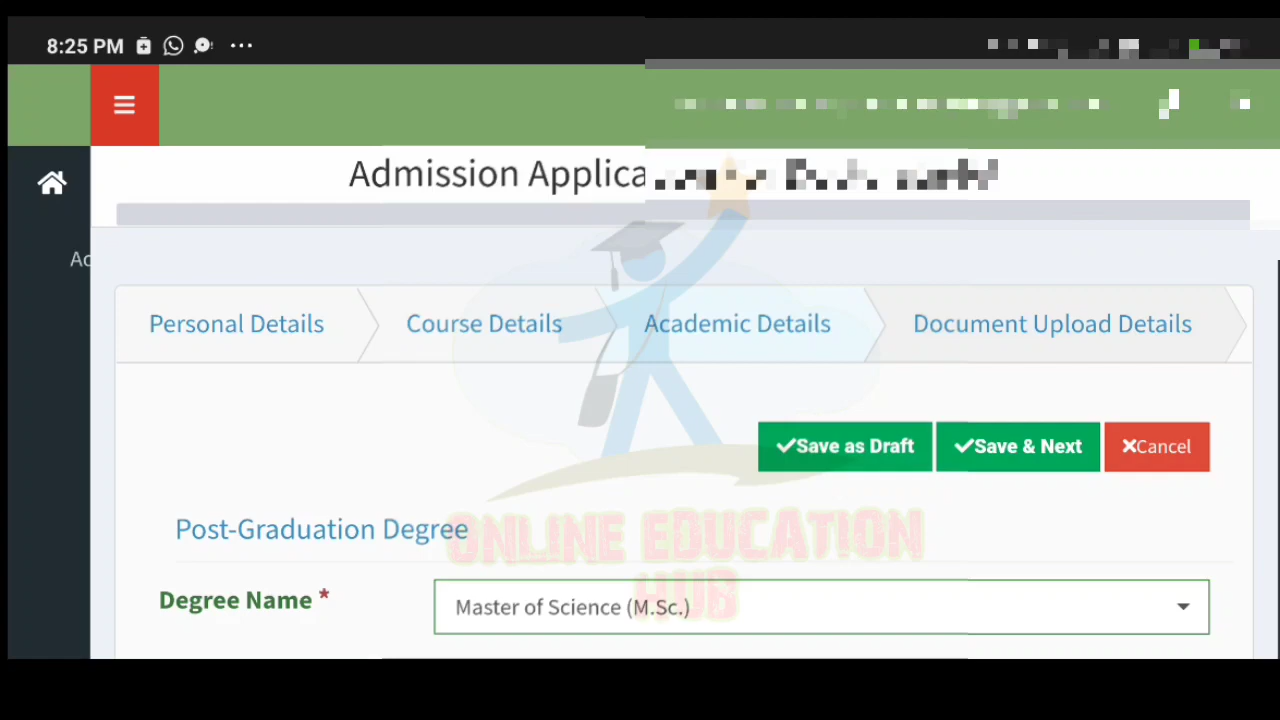 8:25 PM
Admission
Personal Details
Course Details
Academic Details
Document Upload Details
Save as Draft
Save & Next
Cancel
Post-Graduation Degree
ONLINE EDUCATION
HUB
Degree Name *
Master of Science (M.Sc.)